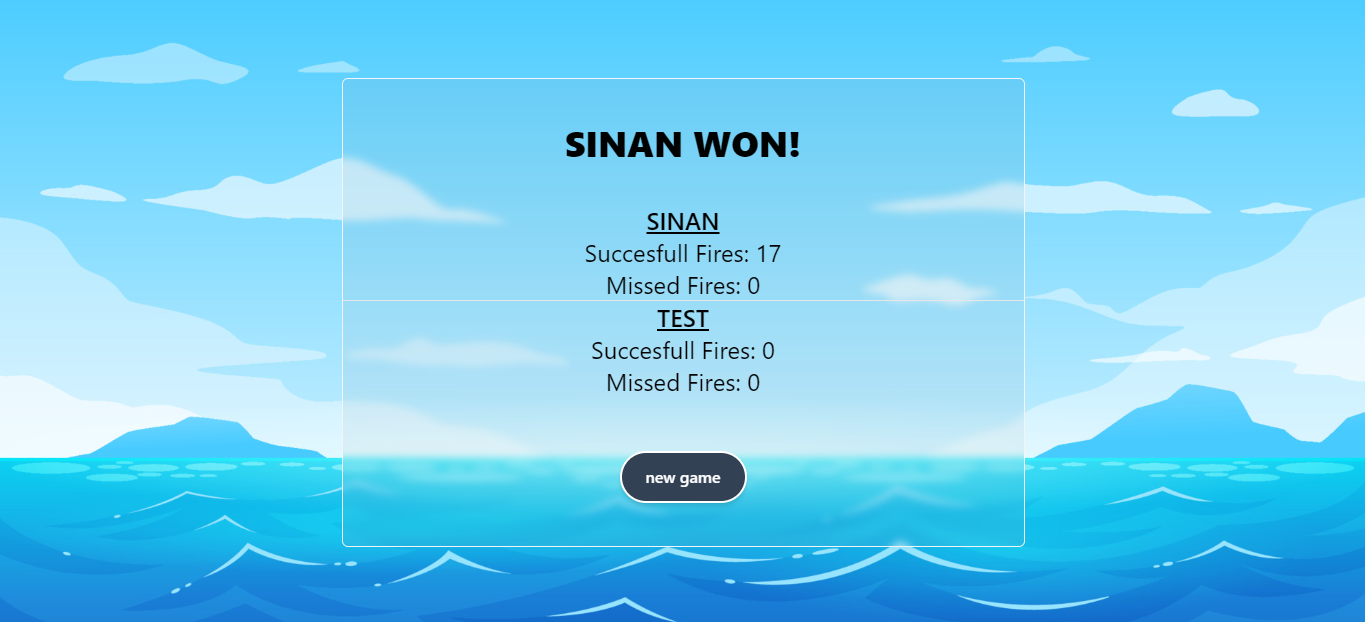 SINAN WON!
SINAN
Succesfull Fires: 17
Missed Fires: 0
TEST
Succesfull Fires: 0
Missed Fires: 0
new game